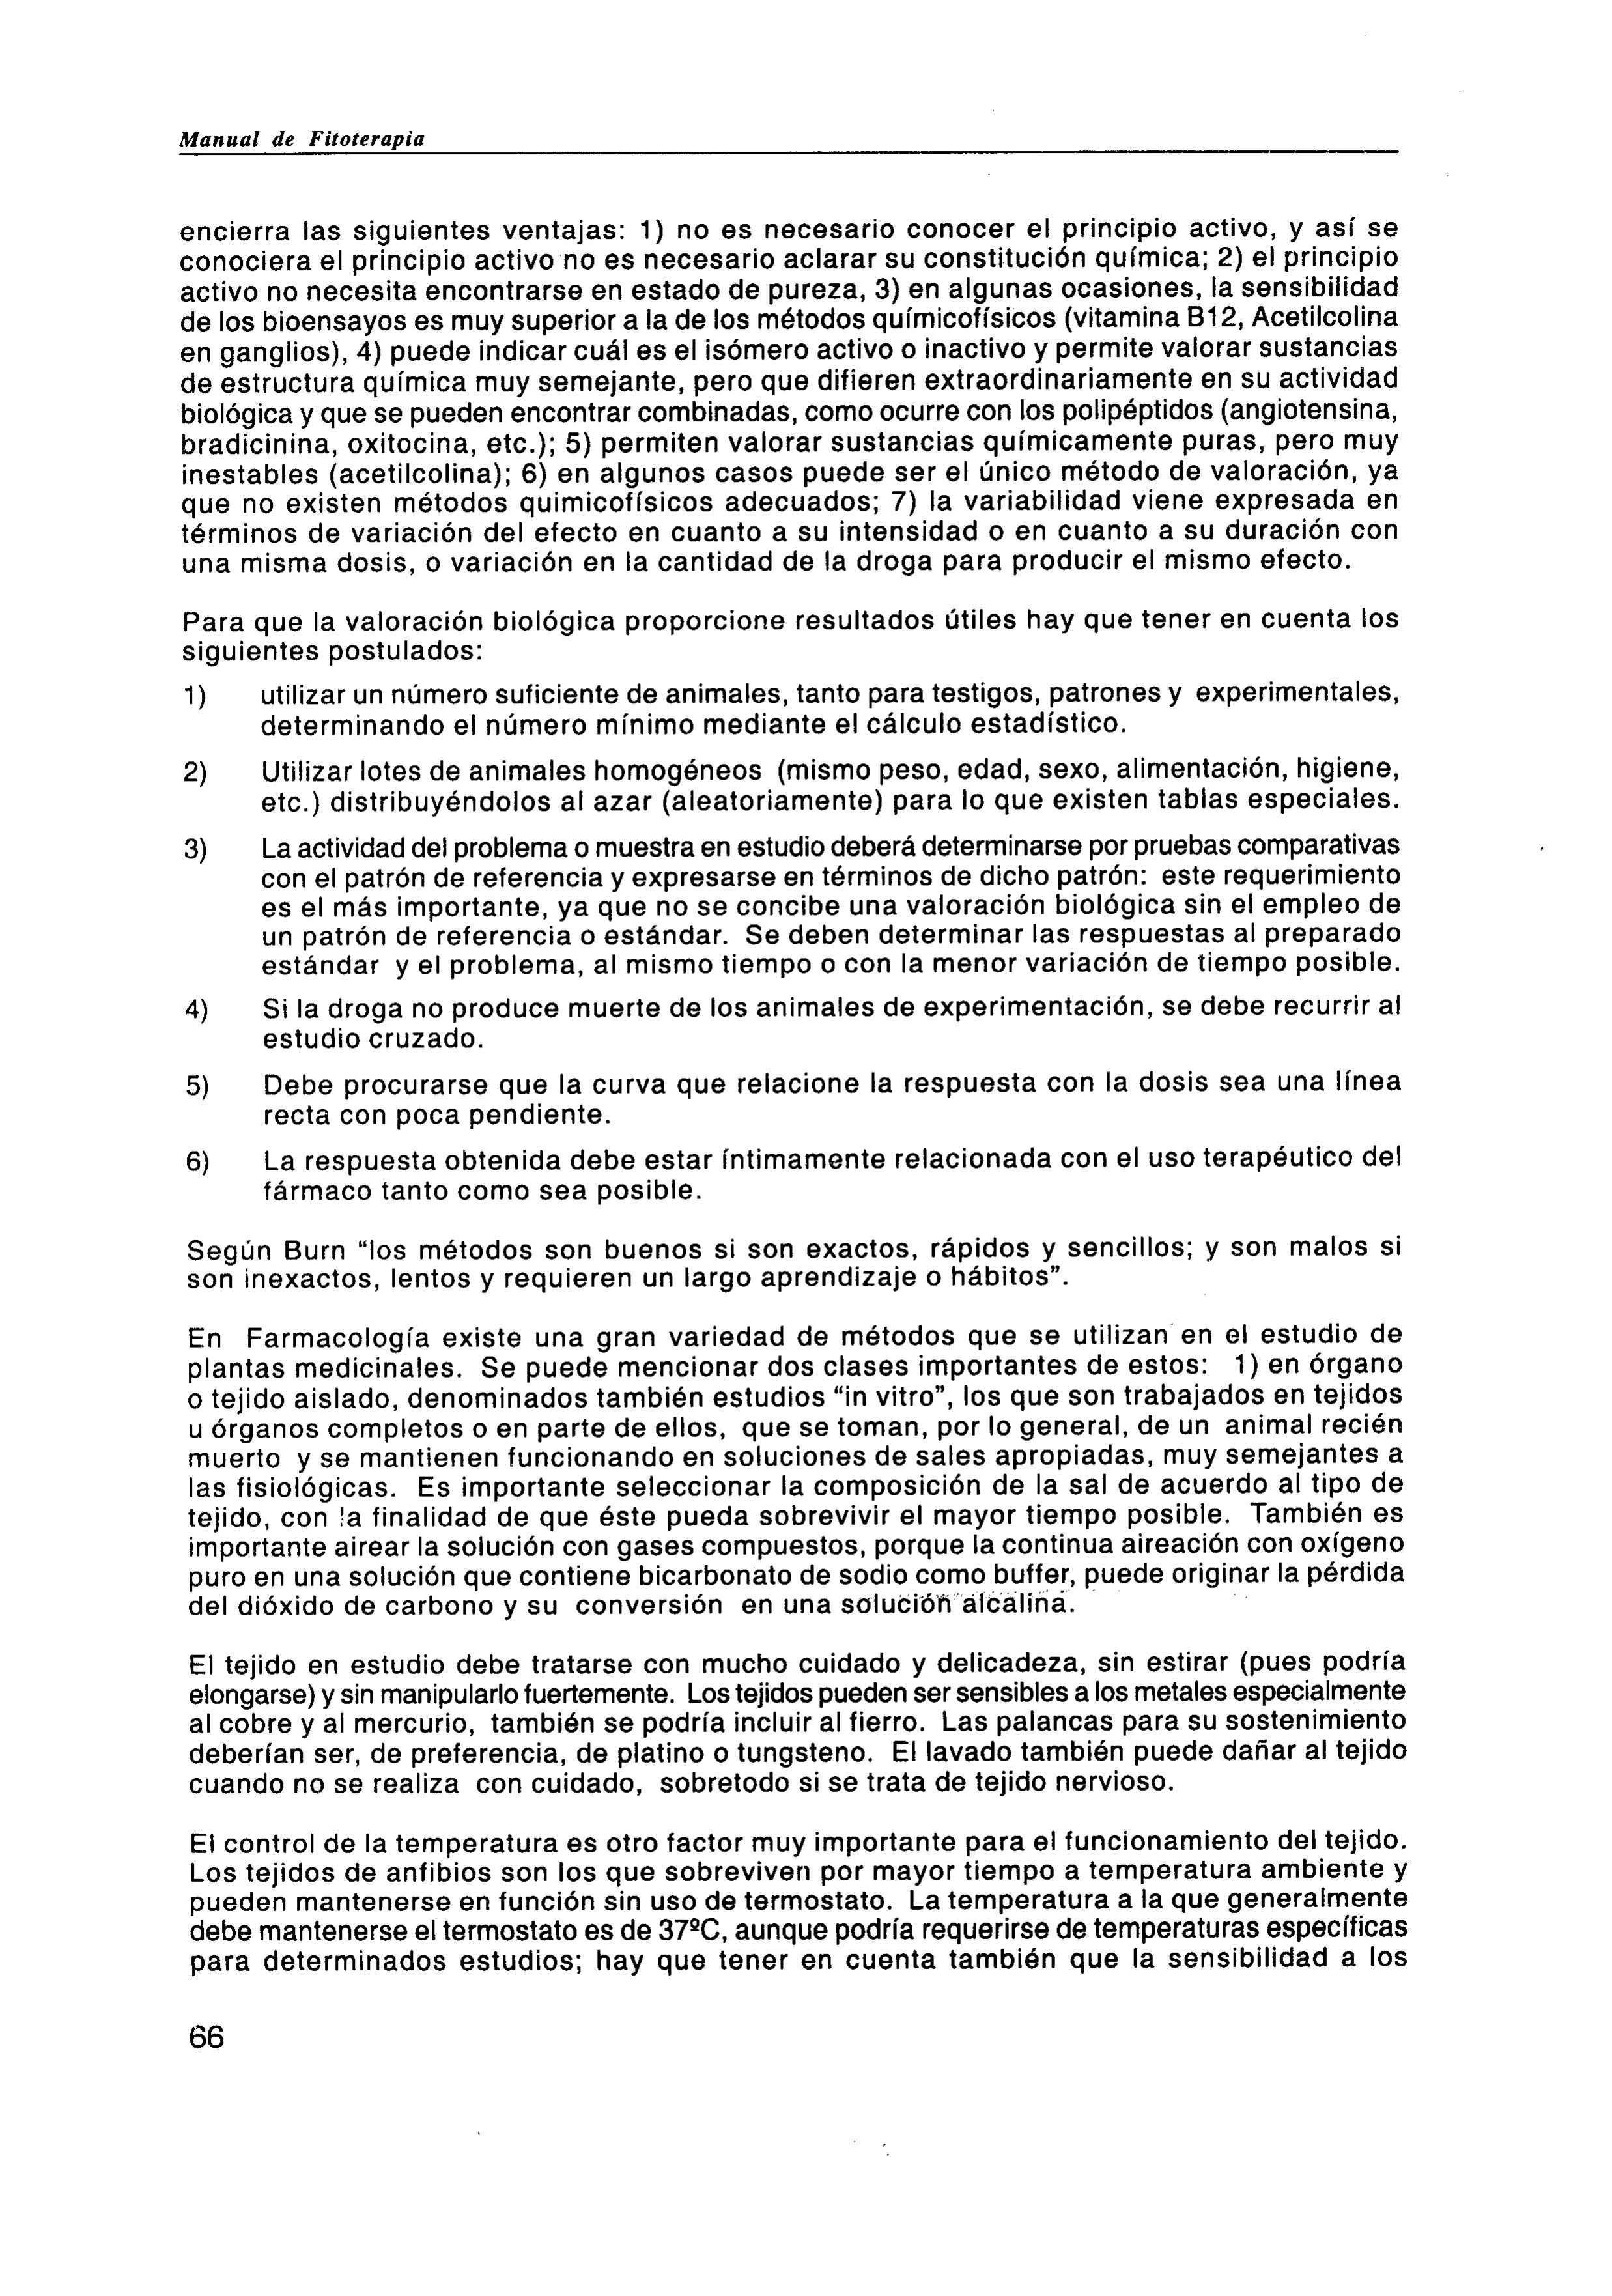 Manual de Fitoterapia
encierra las siguientes ventajas: 1) no es necesario conocer el principio activo, y así se
conociera el principio activo no es necesario aclarar su constitución química; 2) el principio
activo no necesita encontrarse en estado de pureza, 3) en algunas ocasiones, la sensibilidad
de los bioensayos es muy superior a la de los métodos químicofísicos (vitamina B12, Acetilcolina
en ganglios), 4) puede indicar cuál es el isómero activo o inactivo y permite valorar sustancias
de estructura química muy semejante, pero que difieren extraordinariamente en su actividad
biológica y que se pueden encontrar combinadas, como ocurre con los polipéptidos (angiotensina,
bradicinina, oxitocina, etc.); 5) permiten valorar sustancias químicamente puras, pero muy
inestables (acetilcolina); 6) en algunos casos puede ser el único método de valoración, ya
que no existen métodos quimicofísicos adecuados; 7) la variabilidad viene expresada en
términos de variación del efecto en cuanto a su intensidad o en cuanto a su duración con
una misma dosis, o variación en la cantidad de la droga para producir el mismo efecto.
Para que la valoración biológica proporcione resultados útiles hay que tener en cuenta los
siguientes postulados:
1) utilizar un número suficiente de animales, tanto para testigos, patrones y experimentales,
determinando el número mínimo mediante el cálculo estadístico.
2) Utilizar lotes de animales homogéneos (mismo peso, edad, sexo, alimentación, higiene,
etc.) distribuyéndolos al azar (aleatoriamente) para lo que existen tablas especiales.
3) La actividad del problema o muestra en estudio deberá determinarse por pruebas comparativas
con el patrón de referencia y expresarse en términos de dicho patrón: este requerimiento
es el más importante, ya que no se concibe una valoración biológica sin el empleo de
un patrón de referencia o estándar. Se deben determinar las respuestas al preparado
estándar y el problema, al mismo tiempo o con la menor variación de tiempo posible.
4) Si la droga no produce muerte de los animales de experimentación, se debe recurrir al
estudio cruzado.
5) Debe procurarse que la curva que relacione la respuesta con la dosis sea una línea
recta con poca pendiente.
6) La respuesta obtenida debe estar íntimamente relacionada con el uso terapéutico del
fármaco tanto como sea posible.
Según Burn “los métodos son buenos si son exactos, rápidos y sencillos; y son malos si
son inexactos, lentos y requieren un largo aprendizaje o hábitos”.
En Farmacología existe una gran variedad de métodos que se utilizan en el estudio de
plantas medicinales. Se puede mencionar dos clases importantes de estos: 1) en órgano
o tejido aislado, denominados también estudios “in vitro”, los que son trabajados en tejidos
u órganos completos o en parte de ellos, que se toman, por lo general, de un animal recién
muerto y se mantienen funcionando en soluciones de sales apropiadas, muy semejantes a
las fisiológicas. Es importante seleccionar la composición de la sal de acuerdo al tipo de
tejido, con la finalidad de que éste pueda sobrevivir el mayor tiempo posible. También es
importante airear la solución con gases compuestos, porque la continua aireación con oxígeno
puro en una solución que contiene bicarbonato de sodio como buffer, puede originar la pérdida
del dióxido de carbono y su conversión en una solución alcalina.
El tejido en estudio debe tratarse con mucho cuidado y delicadeza, sin estirar (pues podría
elongarse) y sin manipularlo fuertemente. Los tejidos pueden ser sensibles a los metales especialmente
al cobre y al mercurio, también se podría incluir al fierro. Las palancas para su sostenimiento
deberían ser, de preferencia, de platino o tungsteno. El lavado también puede dañar al tejido
cuando no se realiza con cuidado, sobretodo si se trata de tejido nervioso.
El control de la temperatura es otro factor muy importante para el funcionamiento del tejido.
Los tejidos de anfibios son los que sobreviven por mayor tiempo a temperatura ambiente y
pueden mantenerse en función sin uso de termostato. La temperatura a la que generalmente
debe mantenerse el termostato es de 37ºC, aunque podría requerirse de temperaturas específicas
para determinados estudios; hay que tener en cuenta también que la sensibilidad a los
66